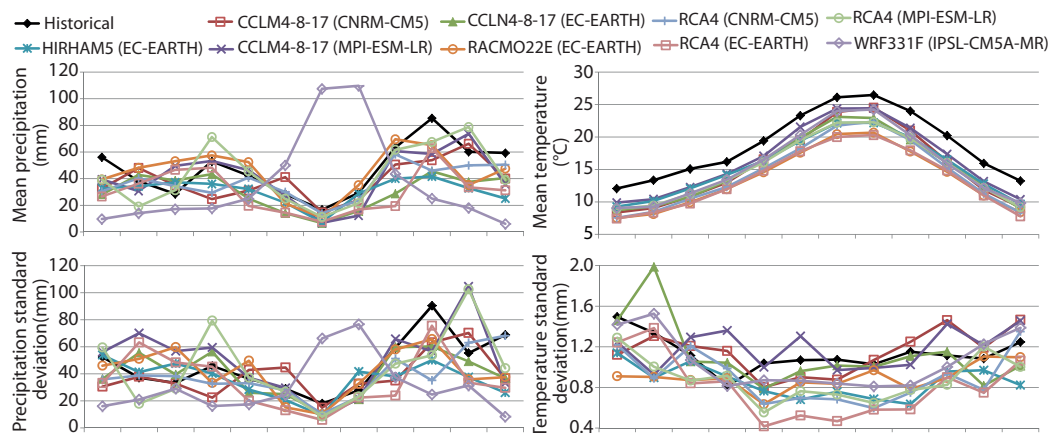 Historical CCLM4-8-17 (CNRM-CM5) CCLN4-8-17 (EC-EARTH) RCA4 (CNRM-CM5) RCA4 (MPI-ESM-LR)
HIRHAM5 (EC-EARTH) CCLM4-8-17 (MPI-ESM-LR) RACMO22E (EC-EARTH) RCA4 (EC-EARTH) WRF331F (IPSL-CM5A-MR)
Mean precipitation
(mm)
120
100
80
60
40
20
0
Mean temperature
(°C)
30
25
20
15
10
5
Precipitation standard
deviation(mm)
120
100
80
60
40
20
0
Temperature standard
deviation(mm)
2.0
1.6
1.2
0.8
0.4